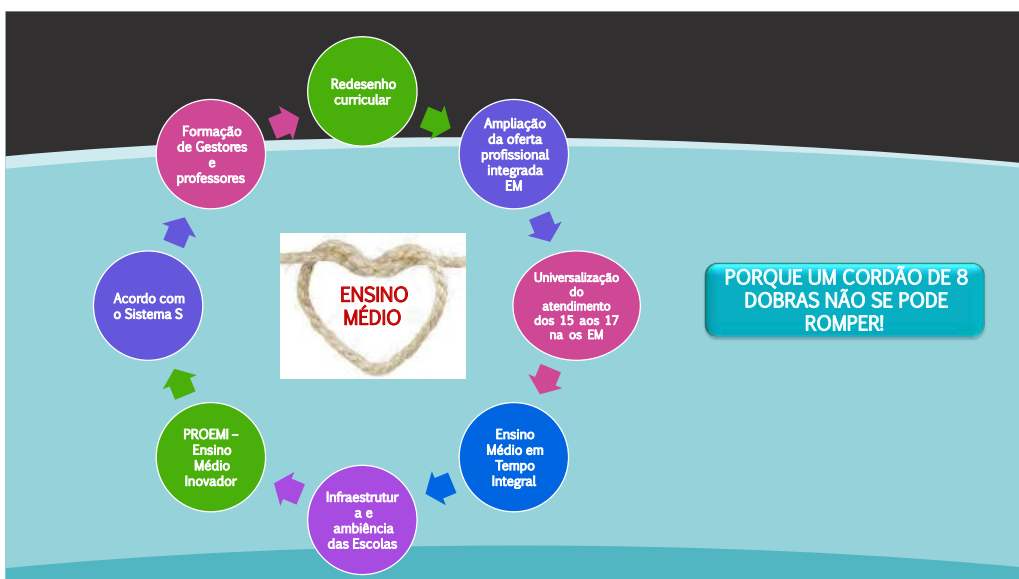 Redesenho
curricular
Ampliação
da oferta
profissional
integrada
EM
Universalização
do
atendimento
dos 15 aos 17
na os EM
Ensino
Médio em
Tempo
Integral
Infraestrutur
a e
ambiência
das Escolas
PROEMI –
Ensino
Médio
Inovador
Acordo com
o Sistema S
Formação
de Gestores
e
professores
ENSINO
MÉDIO
PORQUE UM CORDÃO DE 8
DOBRAS NÃO SE PODE
ROMPER!